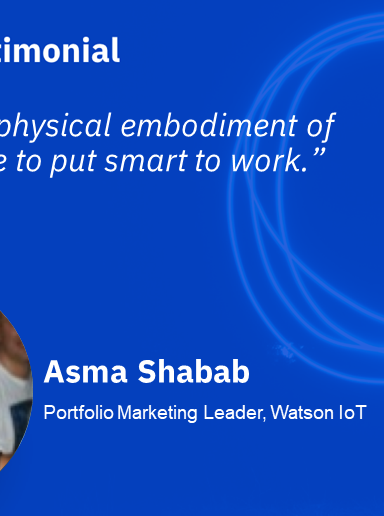 timonial
physical embodiment of
e to put smart to work.”
Asma Shabab
Portfolio Marketing Leader, Watson IoT